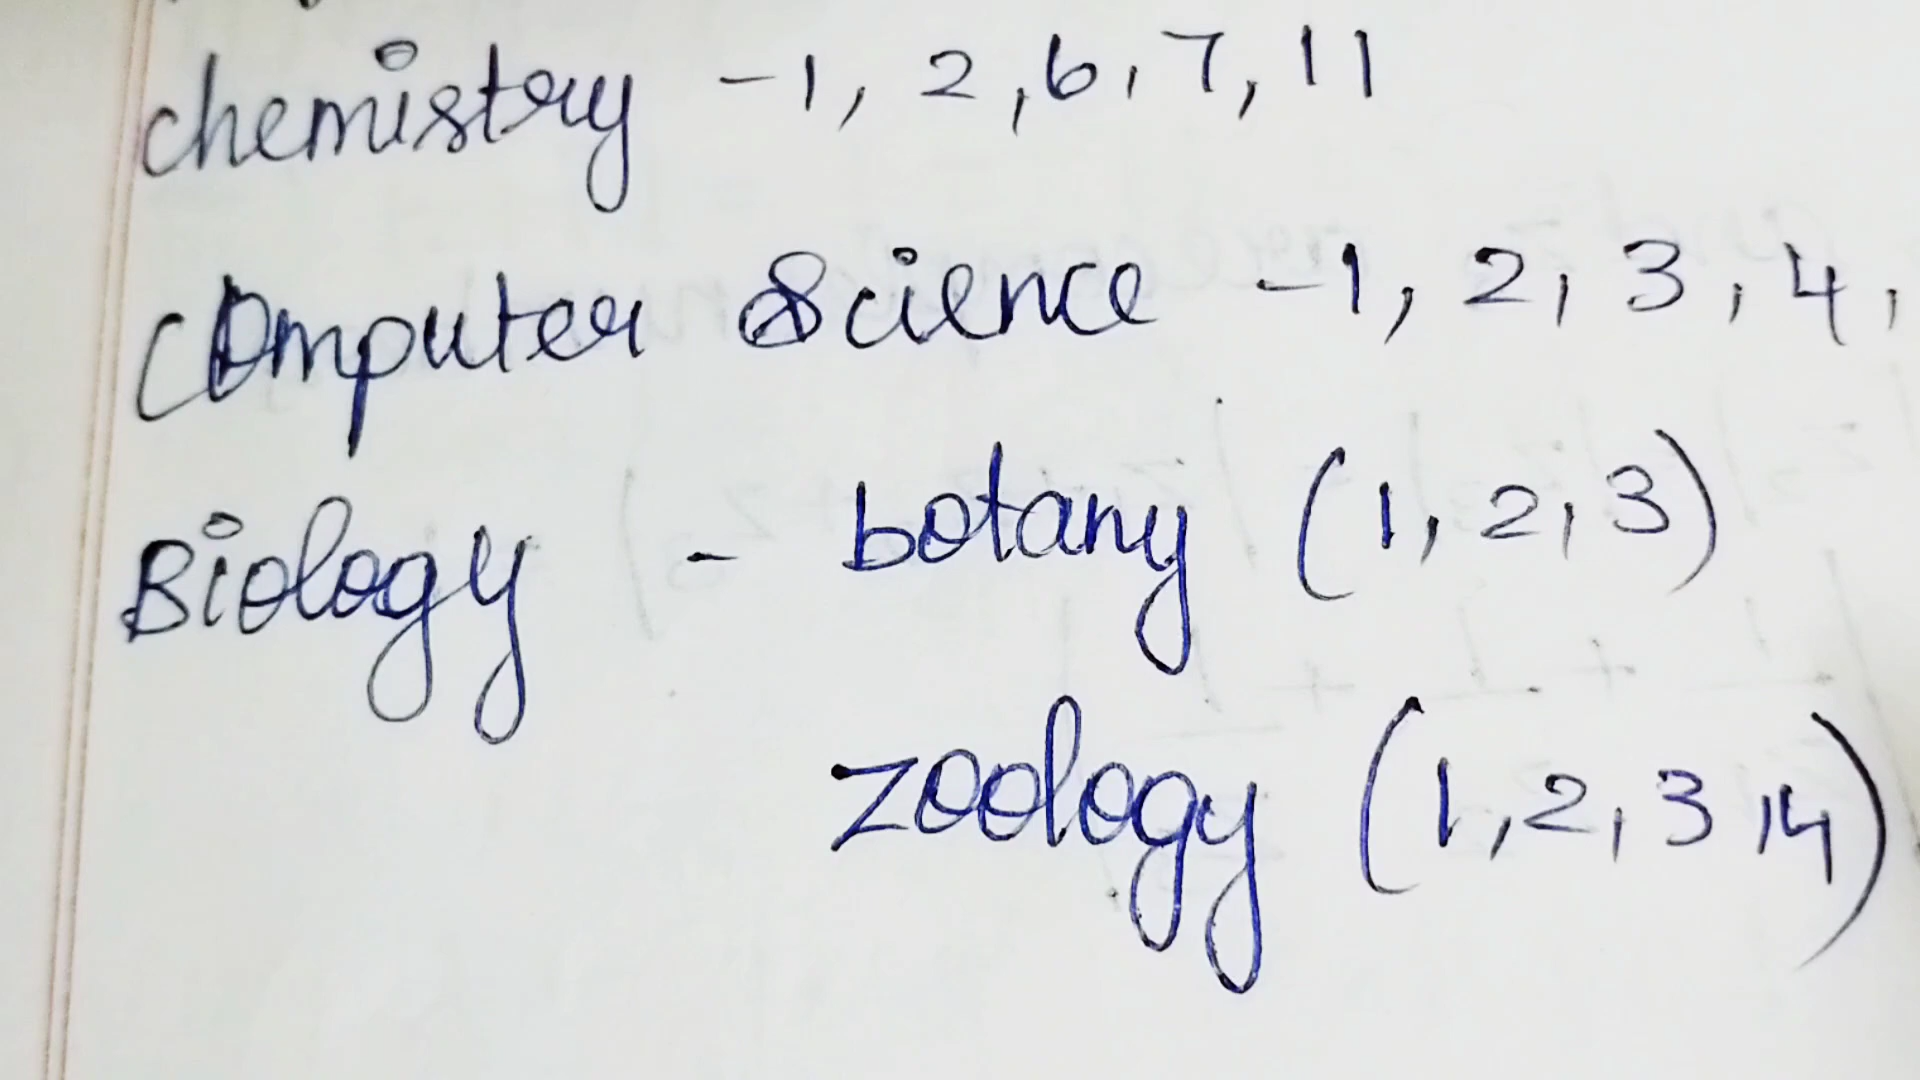 chemistry - 1, 2, 6, 7, 11
Computer Science - 1, 2, 3, 4,
Biology - botany (1, 2, 3)
zoology (1, 2, 3, 4)